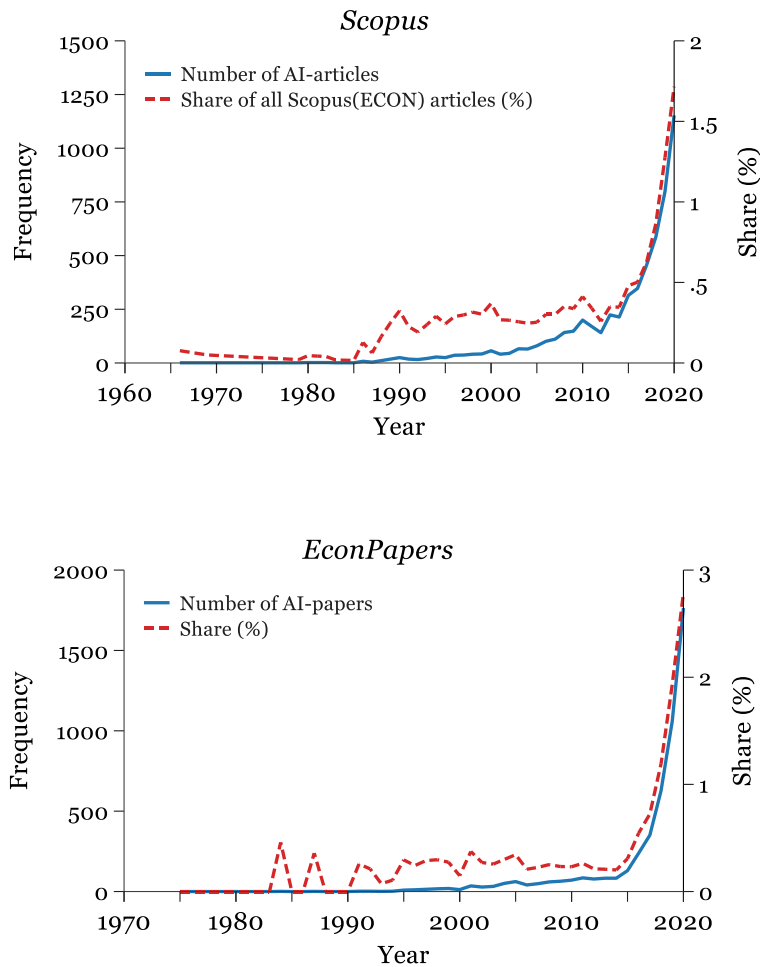 Scopus
1500
1250
1000
750
500
250
0
2
1.5
1
.5
0
Number of AI-articles
Share of all Scopus(ECON) articles (%)
Frequency
Share (%)
1960 1970 1980 1990 2000 2010 2020
Year
EconPapers
2000
1500
1000
500
0
3
2
1
0
Number of AI-papers
Share (%)
Frequency
Share (%)
1970 1980 1990 2000 2010 2020
Year